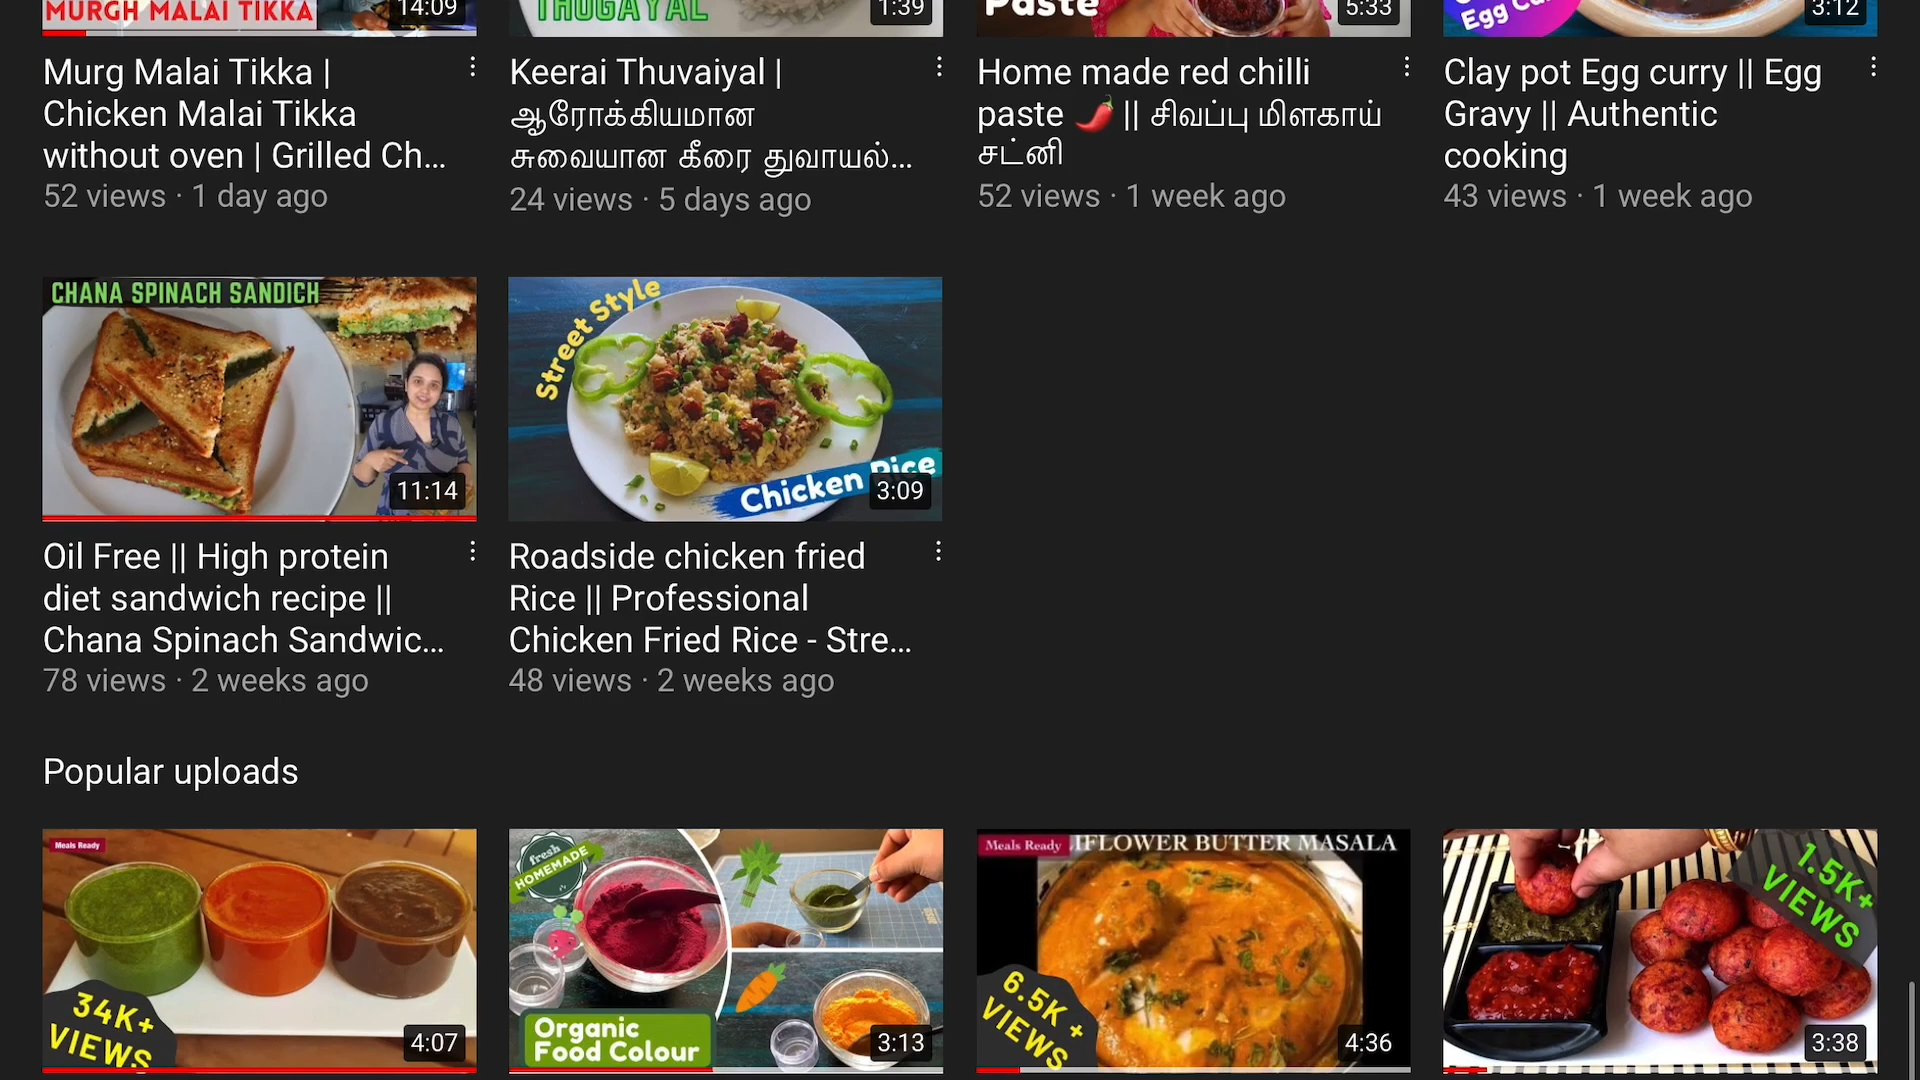 MURGH MALAI TIKKA
14:09
THUGAYAL
1:39
Paste
5:33
3:12
Murg Malai Tikka |
Chicken Malai Tikka
without oven | Grilled Ch...
52 views · 1 day ago
Keerai Thuvaiyal |
ஆரோக்கியமான
சுவையான கீரை துவாயல்...
24 views · 5 days ago
Home made red chilli
paste 🌶️ || சிவப்பு மிளகாய்
சட்னி
52 views · 1 week ago
Clay pot Egg curry || Egg
Gravy || Authentic
cooking
43 views · 1 week ago
CHANA SPINACH SANDICH
11:14
Street Style
Chicken Rice
3:09
Oil Free || High protein
diet sandwich recipe ||
Chana Spinach Sandwic...
78 views · 2 weeks ago
Roadside chicken fried
Rice || Professional
Chicken Fried Rice - Stre...
48 views · 2 weeks ago
Popular uploads
Meals Ready
34K+
VIEWS
4:07
fresh
HOMEMADE
Organic
Food Colour
3:13
Meals Ready
IFLOWER BUTTER MASALA
6.5K +
VIEWS
4:36
1.5K+
VIEWS
3:38